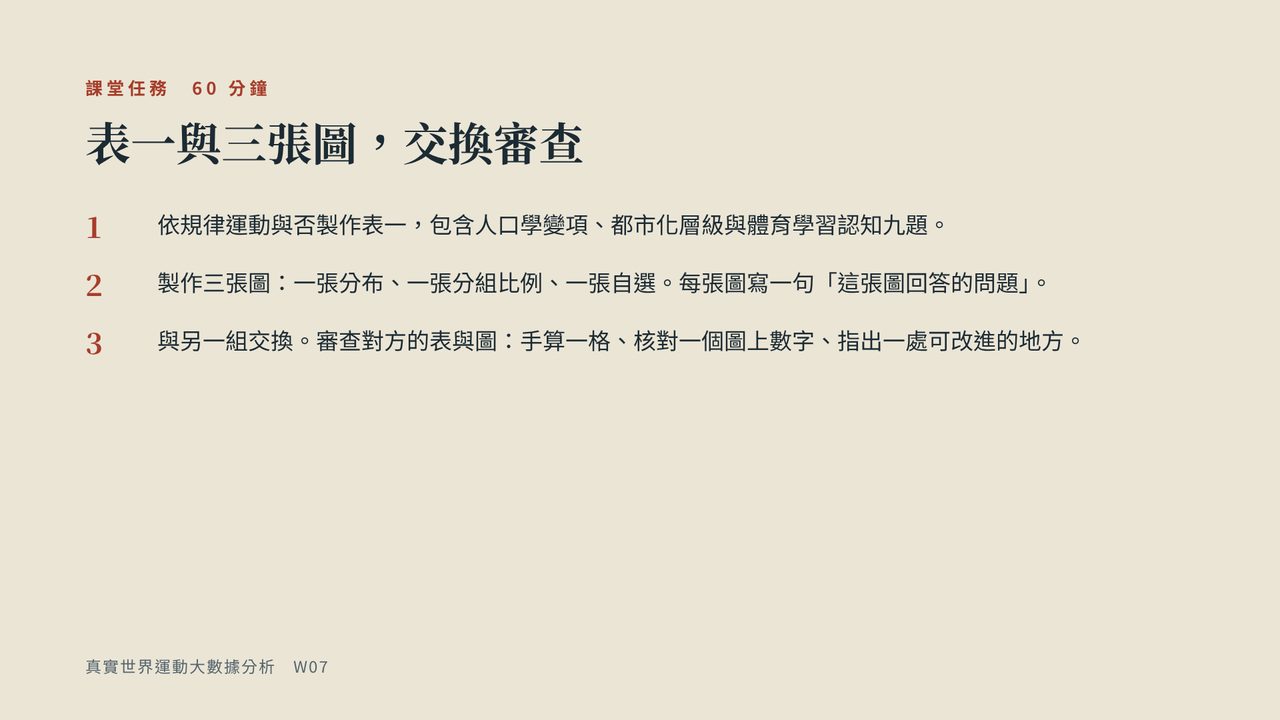 課堂任務　60 分鐘
表一與三張圖，交換審查
1　依規律運動與否製作表一，包含人口學變項、都市化層級與體育學習認知九題。
2　製作三張圖：一張分布、一張分組比例、一張自選。每張圖寫一句「這張圖回答的問題」。
3　與另一組交換。審查對方的表與圖：手算一格、核對一個圖上數字、指出一處可改進的地方。
真實世界運動大數據分析　W07